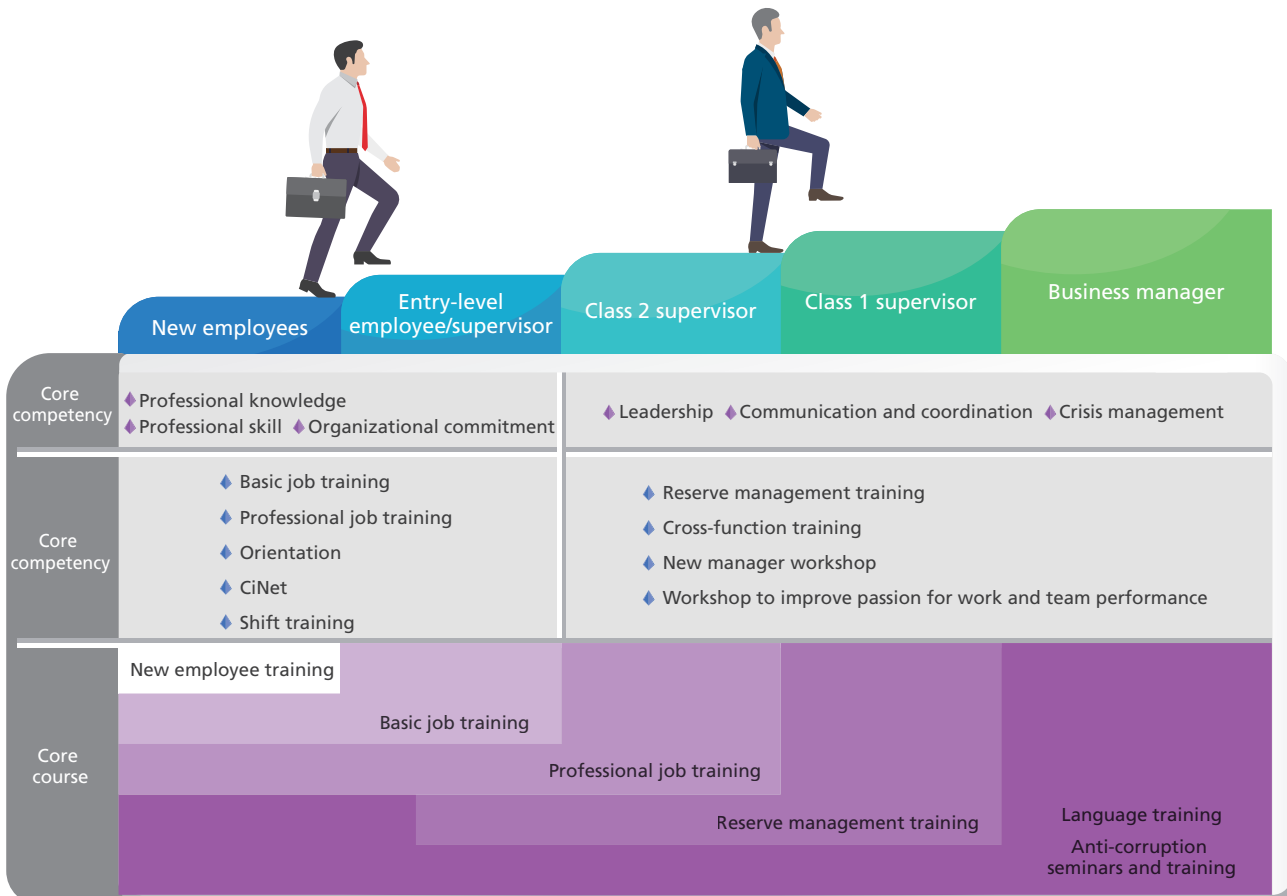 New employees
Entry-level
employee/supervisor
Class 2 supervisor
Class 1 supervisor
Business manager
Core
competency
Professional knowledge
Professional skill Organizational commitment
Leadership Communication and coordination Crisis management
Core
competency
Basic job training
Professional job training
Orientation
CiNet
Shift training
Reserve management training
Cross-function training
New manager workshop
Workshop to improve passion for work and team performance
Core
course
New employee training
Basic job training
Professional job training
Reserve management training
Language training
Anti-corruption
seminars and training